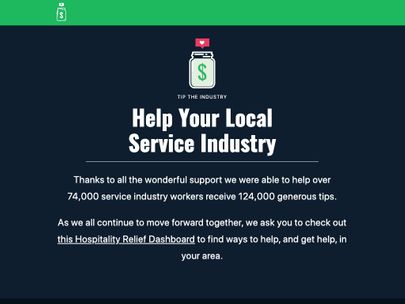 $
$
TIP THE INDUSTRY
Help Your Local
Service Industry
Thanks to all the wonderful support we were able to help over
74,000 service industry workers receive 124,000 generous tips.
As we all continue to move forward together, we ask you to check out
this Hospitality Relief Dashboard to find ways to help, and get help, in
your area.